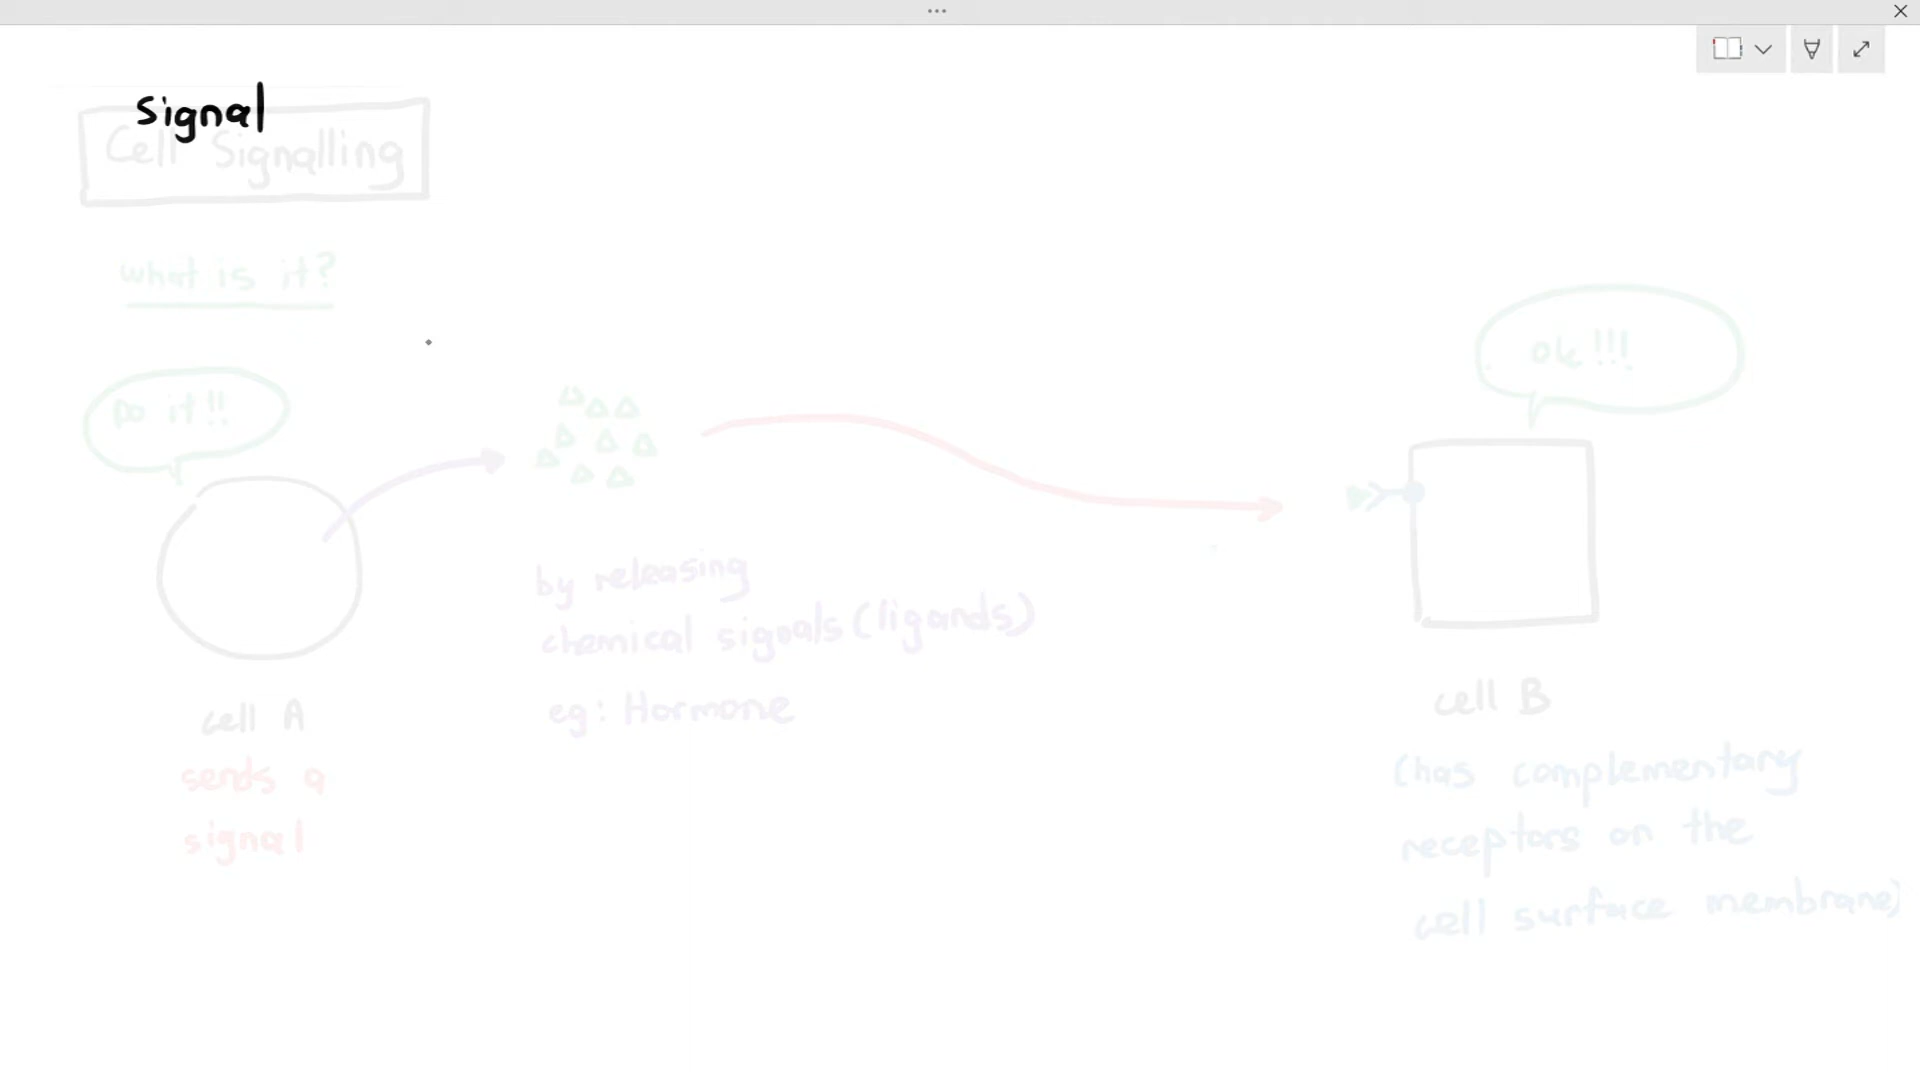 Signal
Cell Signalling
what is it?
Do it!!
ok!!!
by releasing
chemical signals (ligands)
eg: Hormone
cell A
sends a
signal
cell B
(has complementary
receptors on the
cell surface membrane)